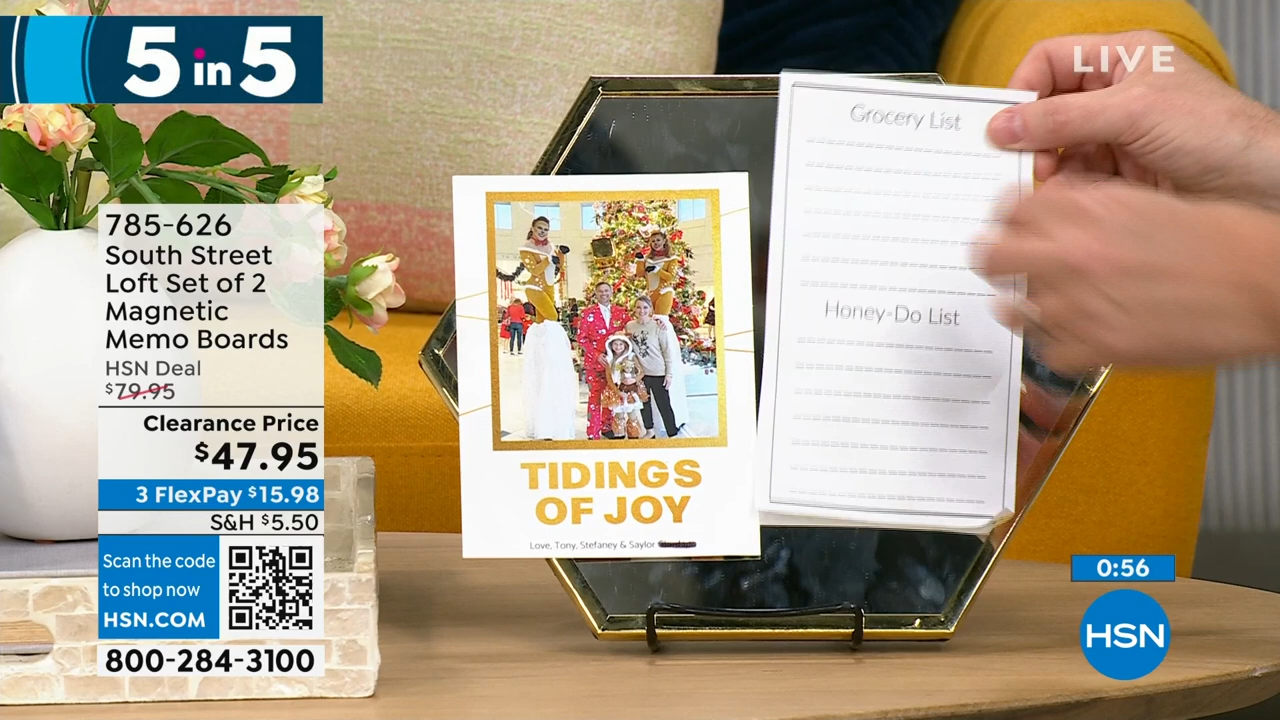 5 in 5
LIVE
785-626
South Street
Loft Set of 2
Magnetic
Memo Boards
HSN Deal
$79.95
Clearance Price
$47.95
3 FlexPay $15.98
S&H $5.50
Scan the code
to shop now
HSN.COM
800-284-3100
TIDINGS
OF JOY
Love, Tony, Stefaney & Saylor
Grocery List
Honey-Do List
0:56
HSN